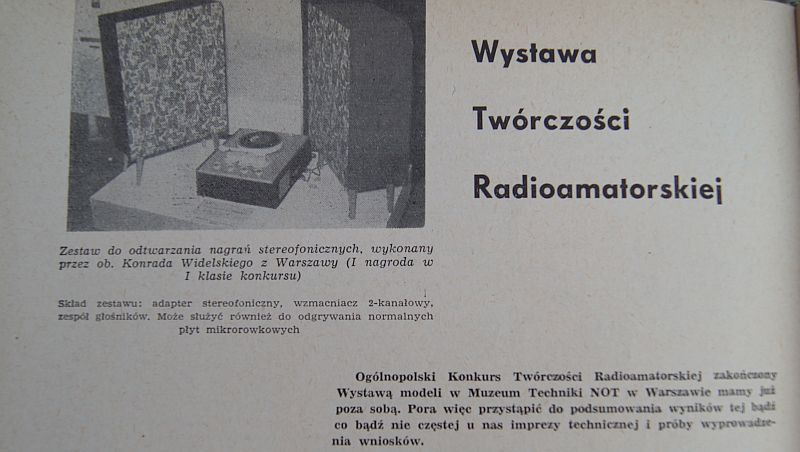 Wystawa
Twórczości
Radioamatorskiej
Zestaw do odtwarzania nagrań stereofonicznych, wykonany
przez ob. Konrada Widelskiego z Warszawy (I nagroda w
I klasie konkursu)
Skład zestawu: adapter stereofoniczny, wzmacniacz 2-kanałowy,
zespół głośników. Może służyć również do odgrywania normalnych
płyt mikrorowkowych
Ogólnopolski Konkurs Twórczości Radioamatorskiej zakończony
Wystawą modeli w Muzeum Techniki NOT w Warszawie mamy już
poza sobą. Pora więc przystąpić do podsumowania wyników tej bądź
co bądź nie częstej u nas imprezy technicznej i próby wyprowadze-
nia wniosków.